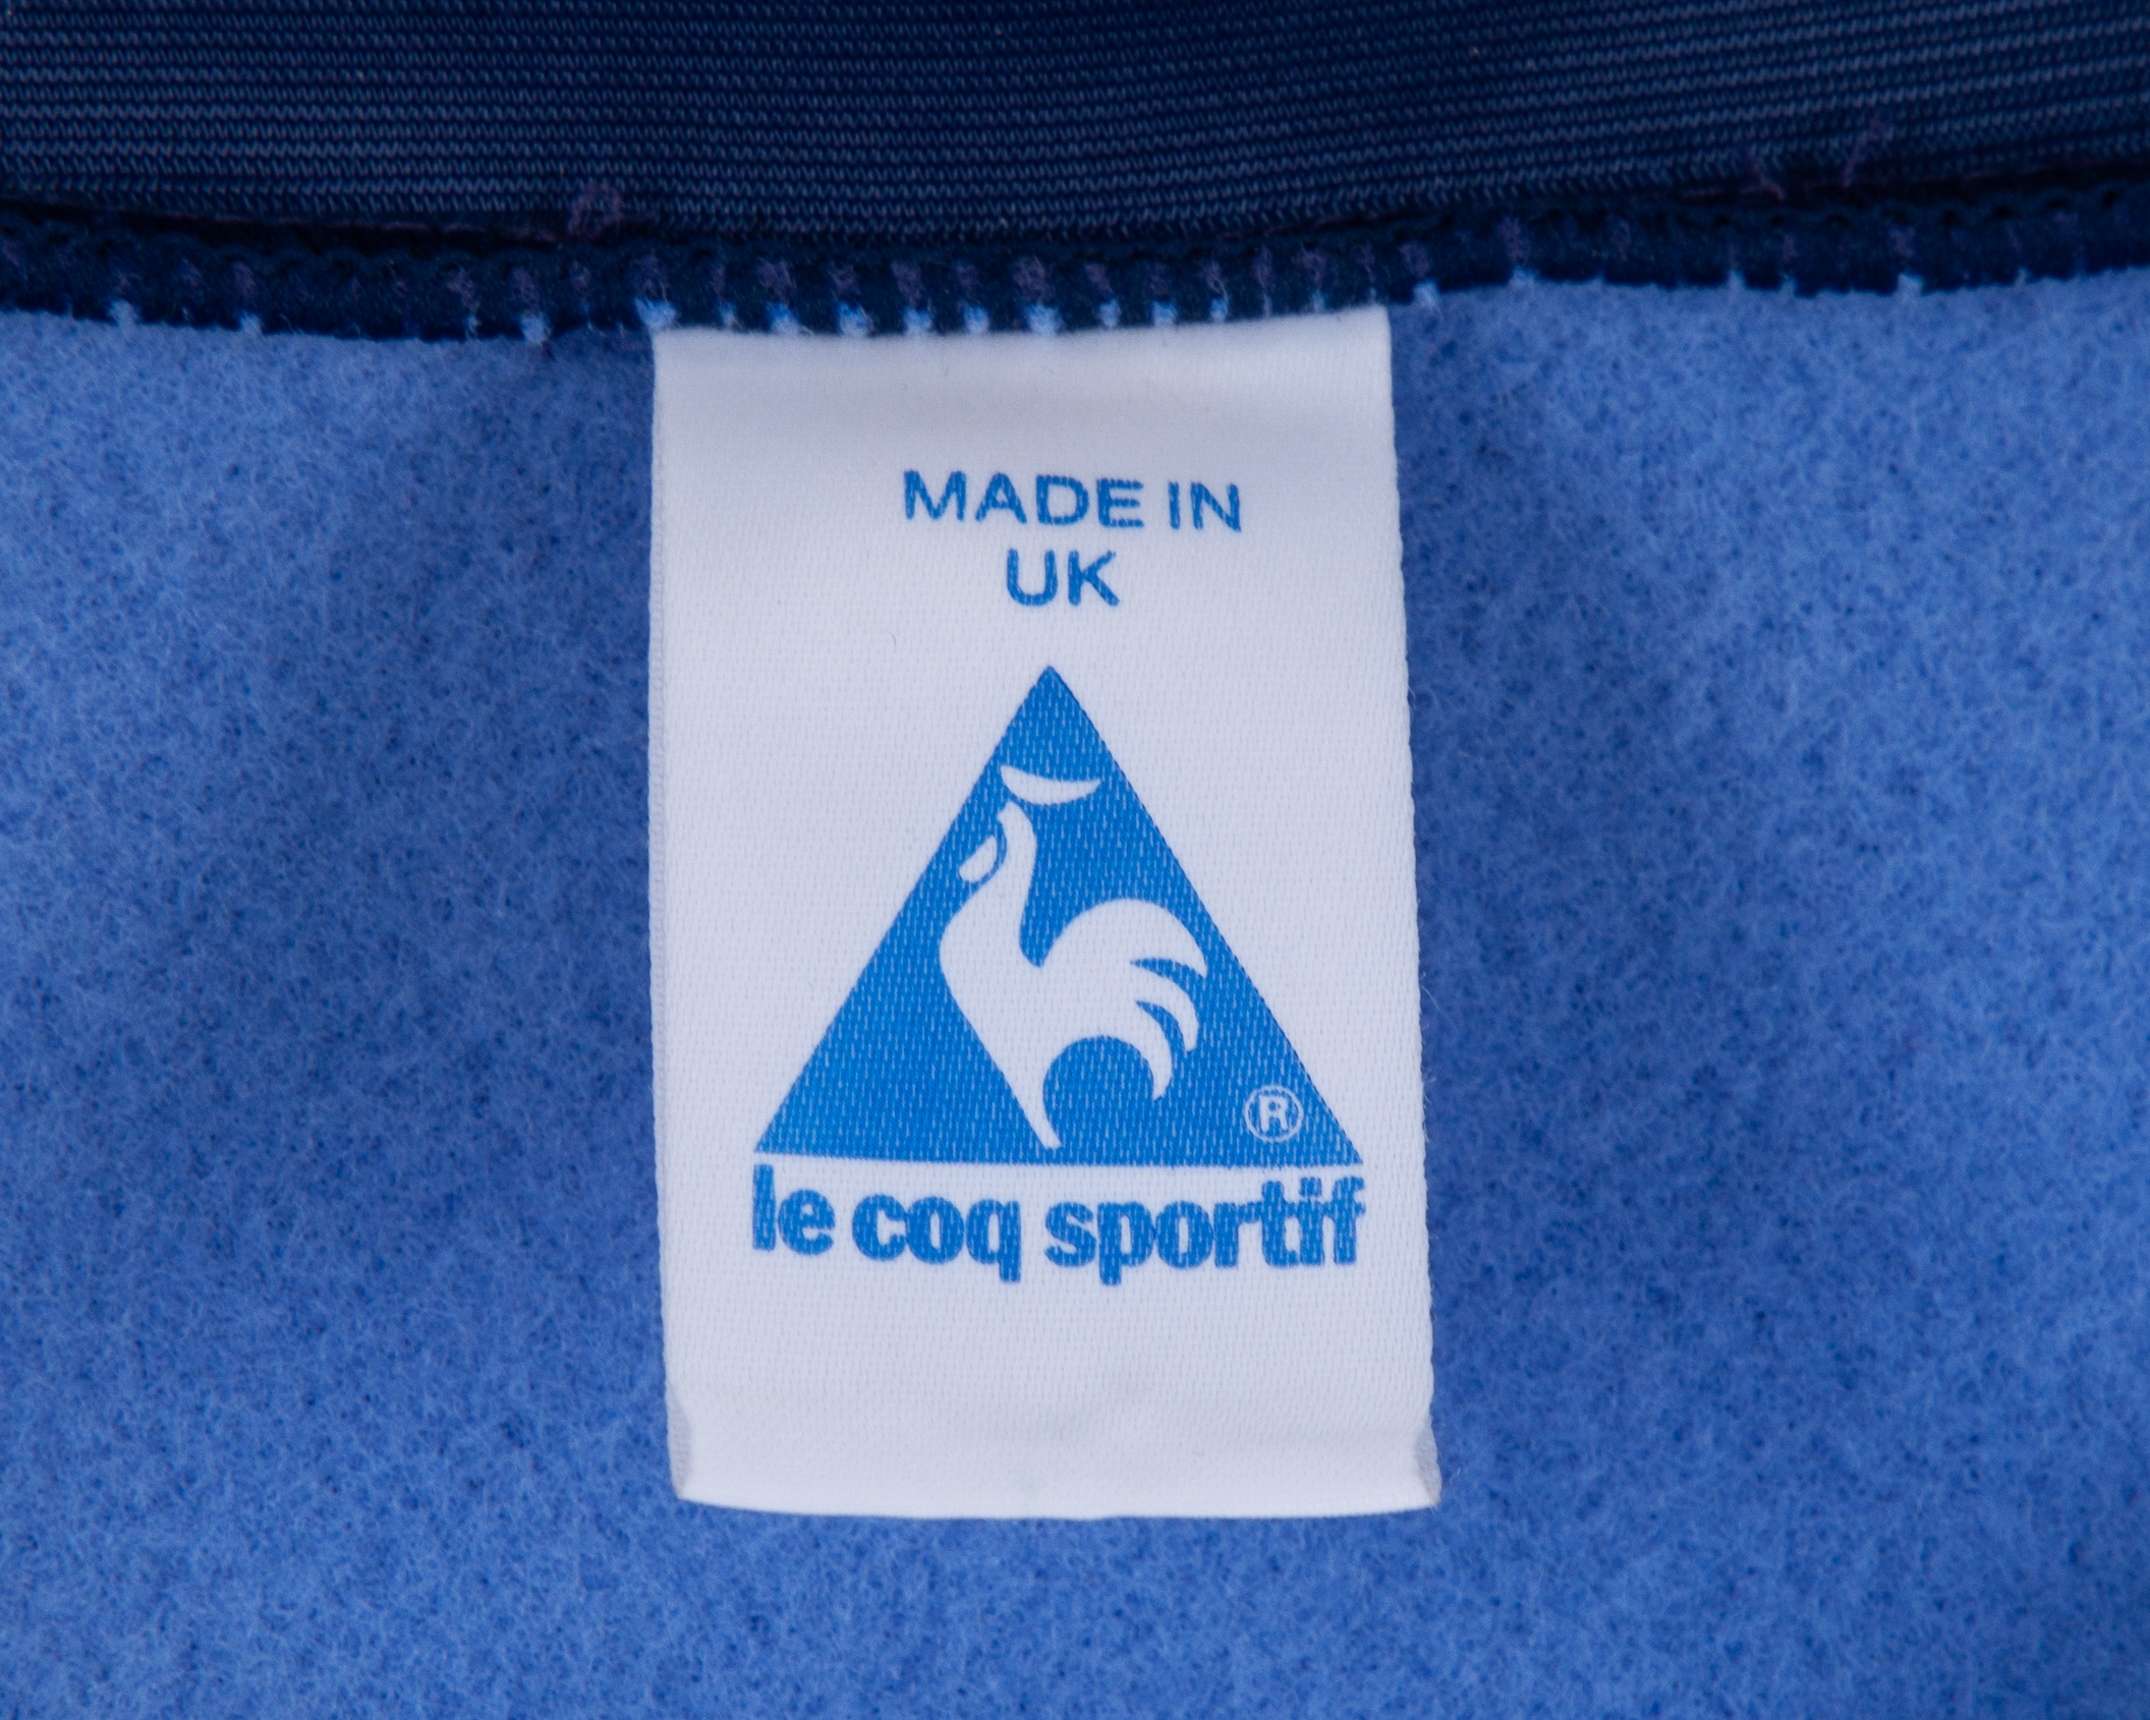 MADE IN
UK
®
le coq sportif